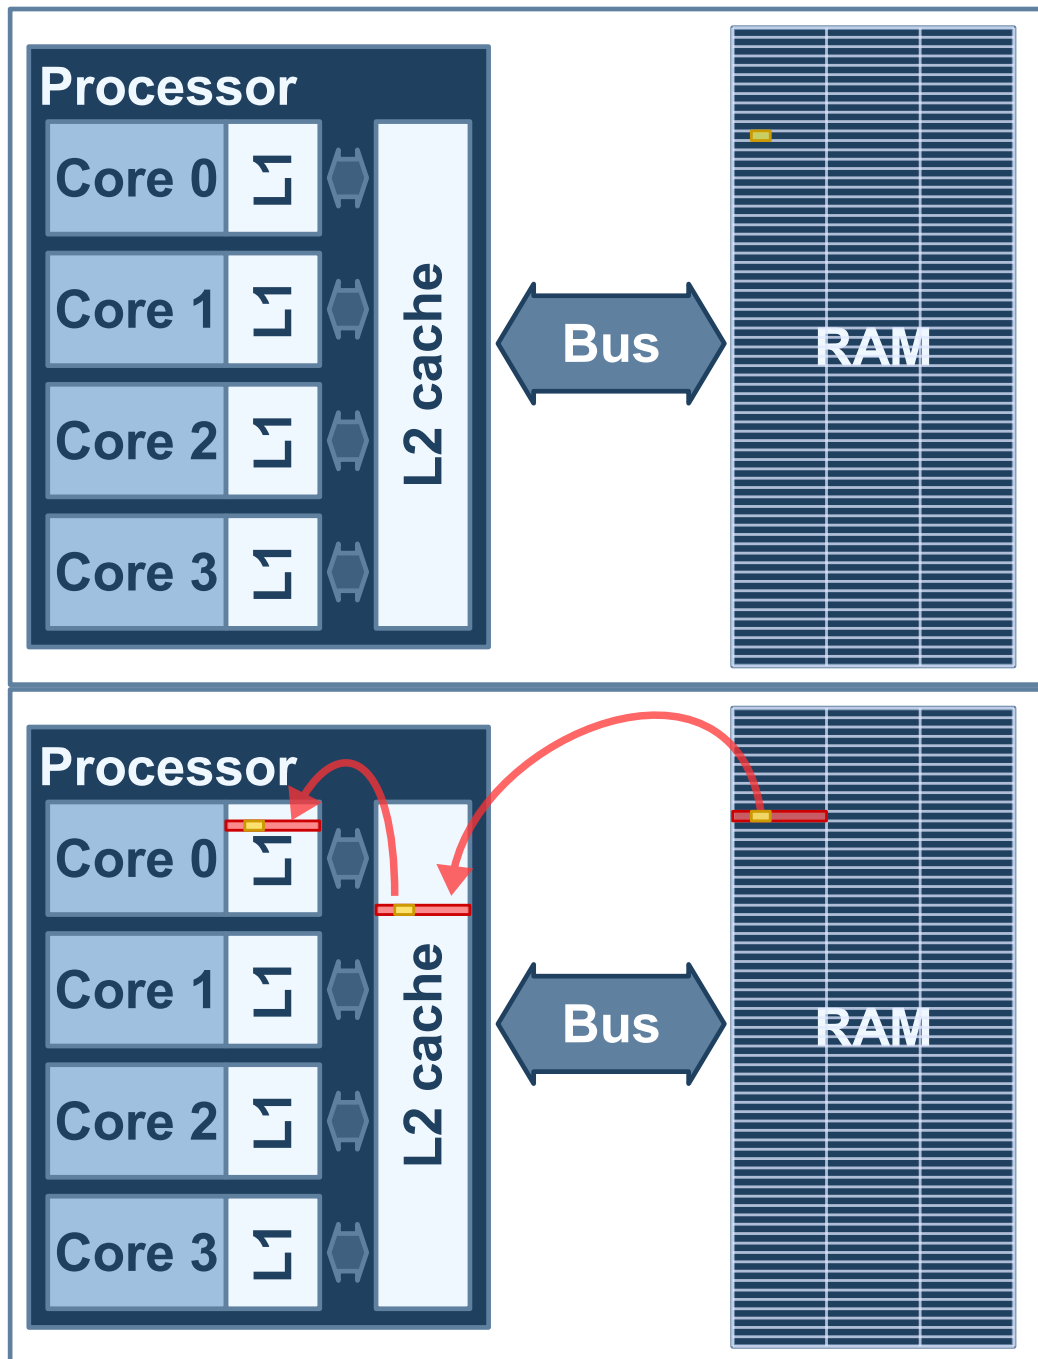 Processor
Core 0 L1
Core 1 L1
Core 2 L1
Core 3 L1
L2 cache
Bus
RAM
Processor
Core 0 L1
Core 1 L1
Core 2 L1
Core 3 L1
L2 cache
Bus
RAM